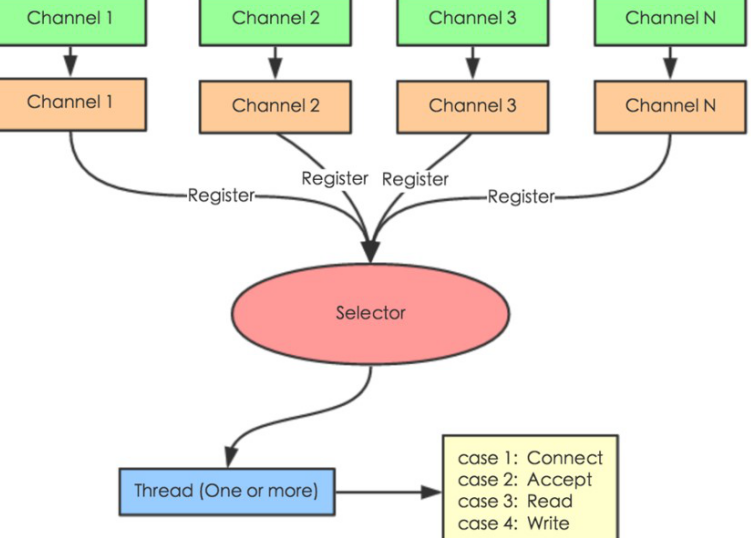 Channel 1
Channel 2
Channel 3
Channel N
Channel 1
Channel 2
Channel 3
Channel N
Register
Register
Register
Register
Selector
Thread (One or more)
case 1: Connect
case 2: Accept
case 3: Read
case 4: Write